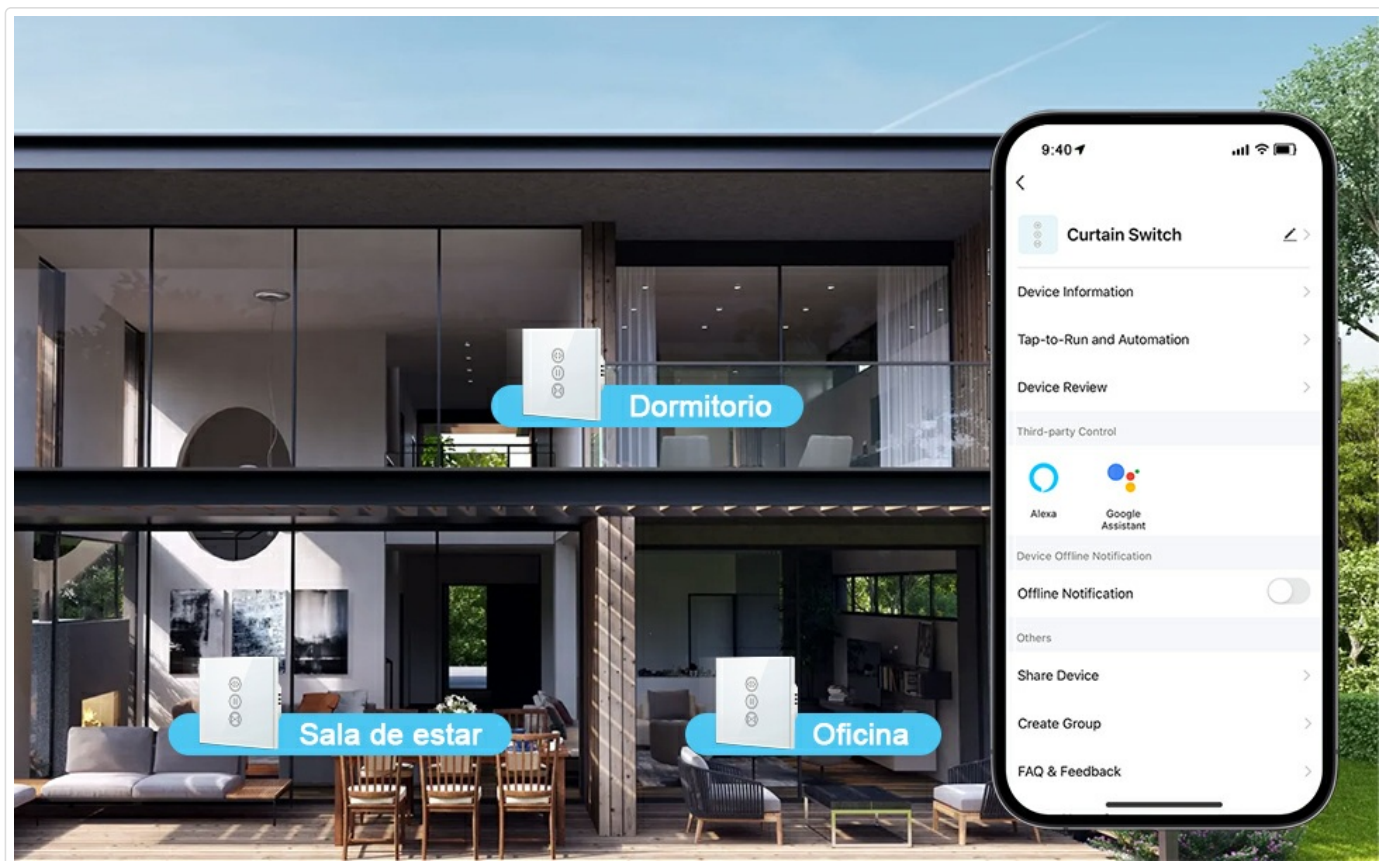 Dormitorio
Sala de estar
Oficina
9:40
Curtain Switch
Device Information
Tap-to-Run and Automation
Device Review
Third-party Control
Alexa
Google
Assistant
Device Offline Notification
Offline Notification
Others
Share Device
Create Group
FAQ & Feedback